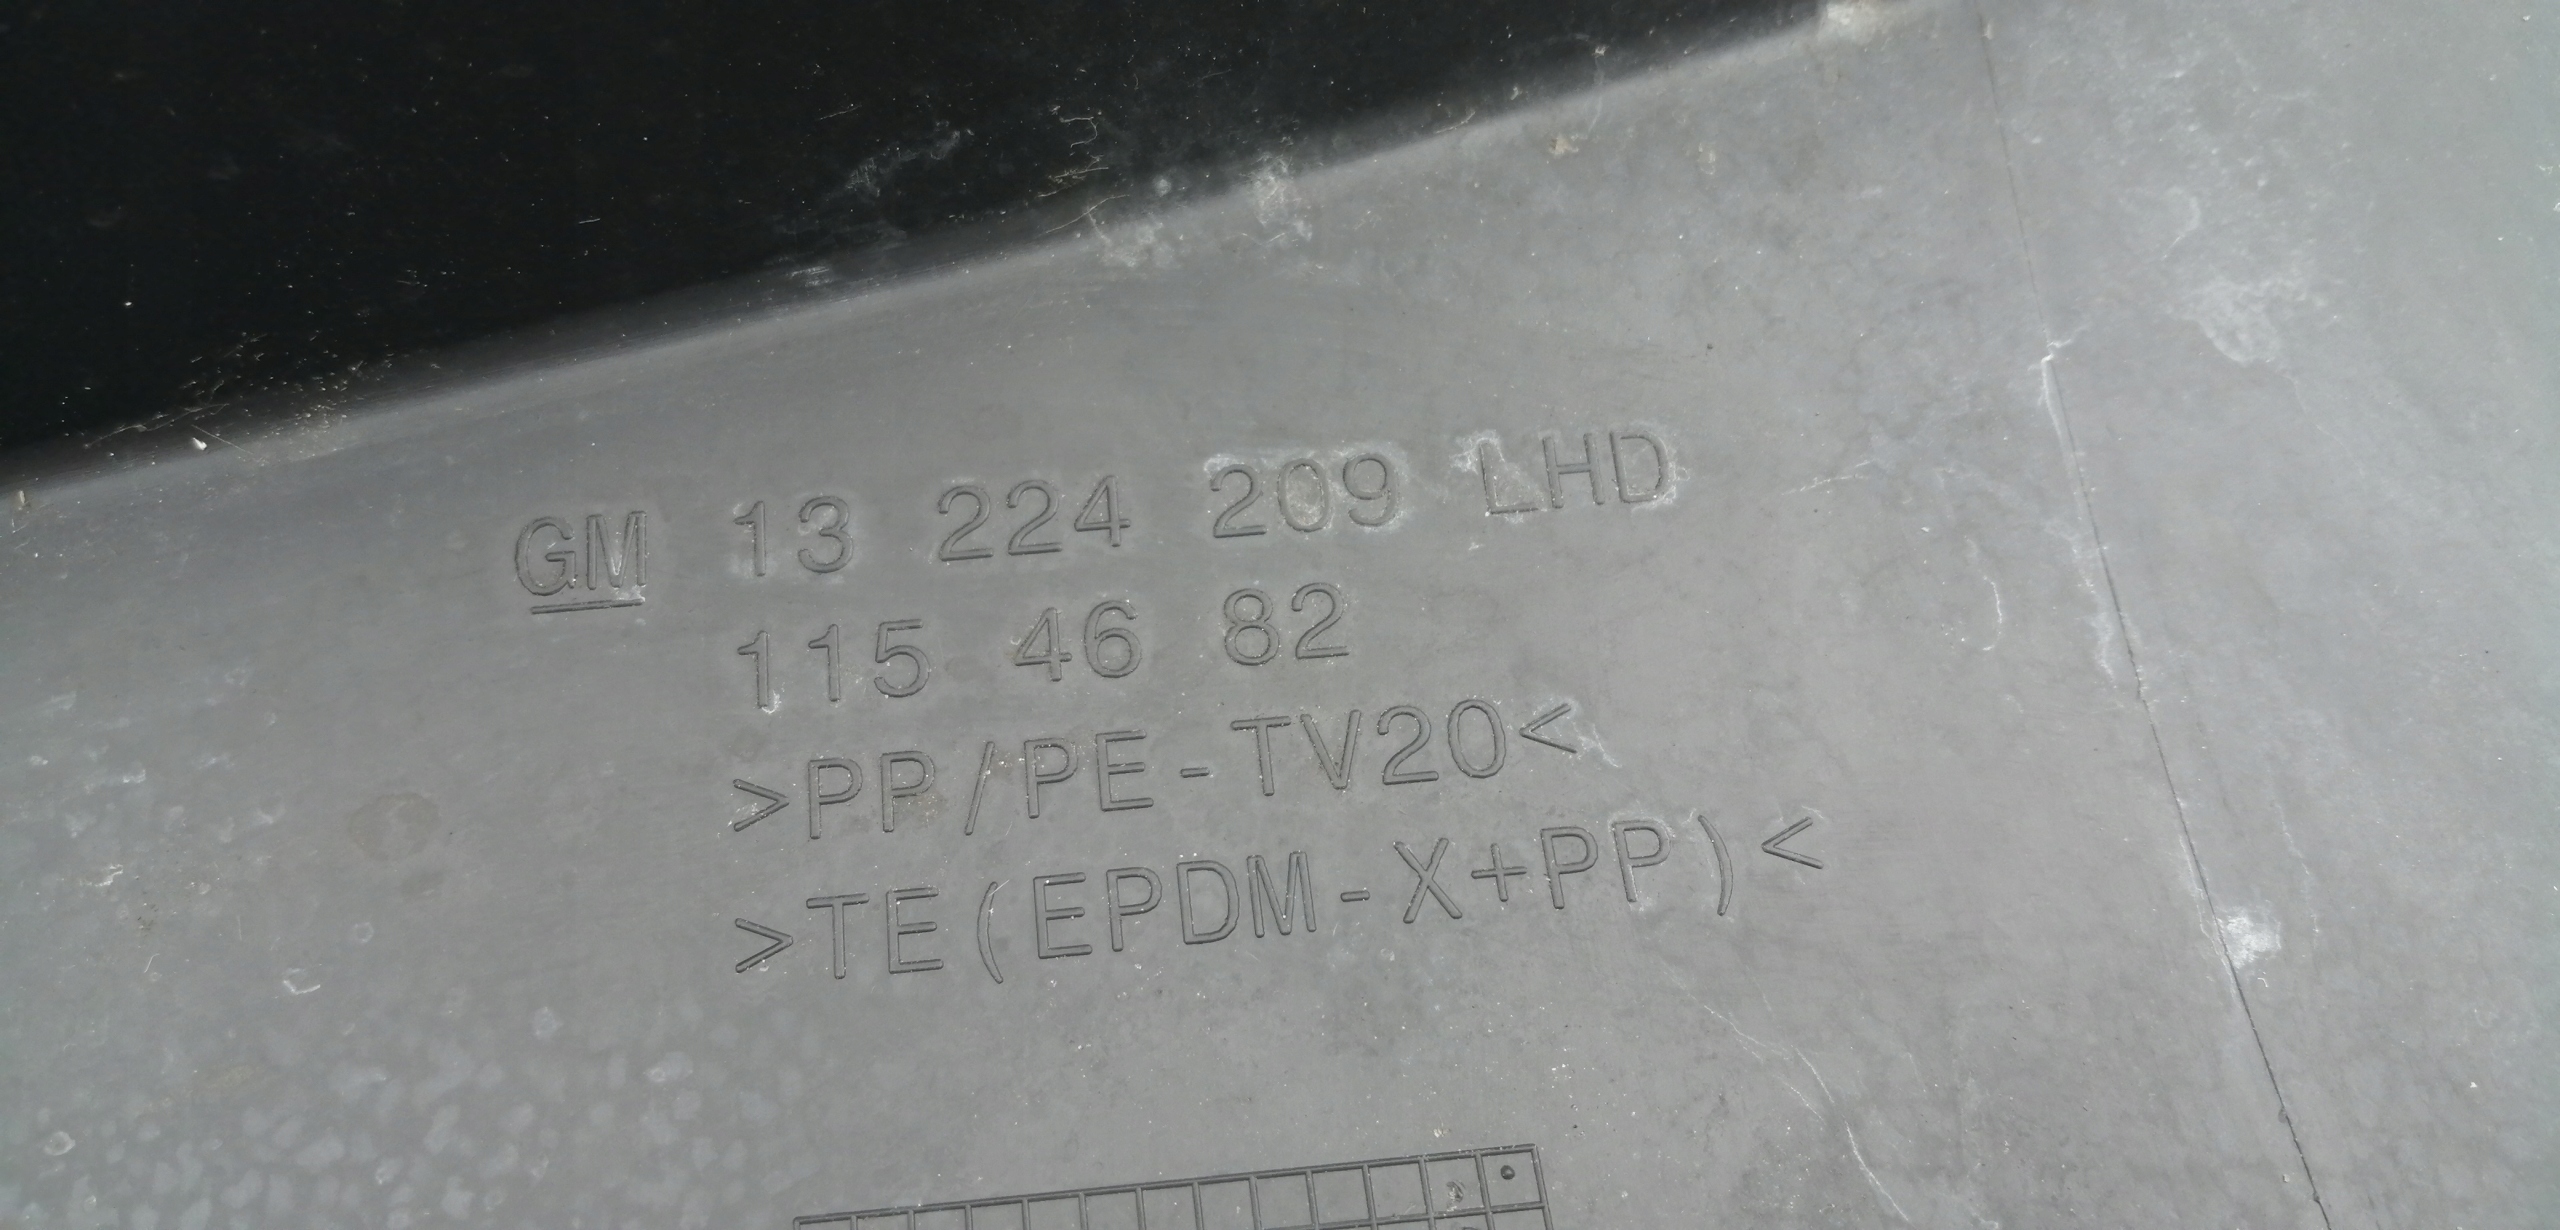 GM 13 224 209 LHD
115 46 82
>PP/PE-TV20<
>TE(EPDM-X+PP)<